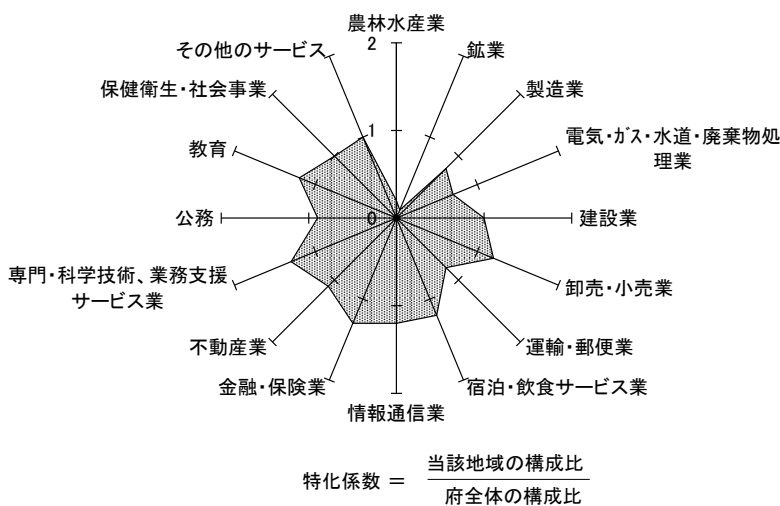 農林水産業
2
その他のサービス
鉱業
保健衛生・社会事業
製造業
1
教育
電気・ガス・水道・廃棄物処
理業
公務
0
建設業
専門・科学技術、業務支援
サービス業
卸売・小売業
不動産業
運輸・郵便業
金融・保険業
宿泊・飲食サービス業
情報通信業
特化係数 = 当該地域の構成比
府全体の構成比